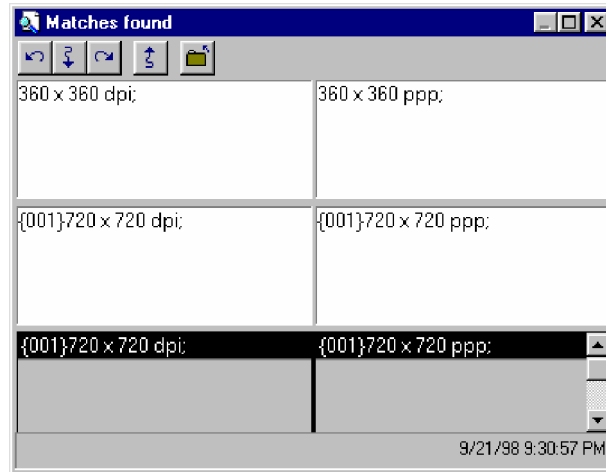 Matches found
360 x 360 dpi; 360 x 360 ppp;
{001}720 x 720 dpi; {001}720 x 720 ppp;
{001}720 x 720 dpi; {001}720 x 720 ppp;
9/21/98 9:30:57 PM